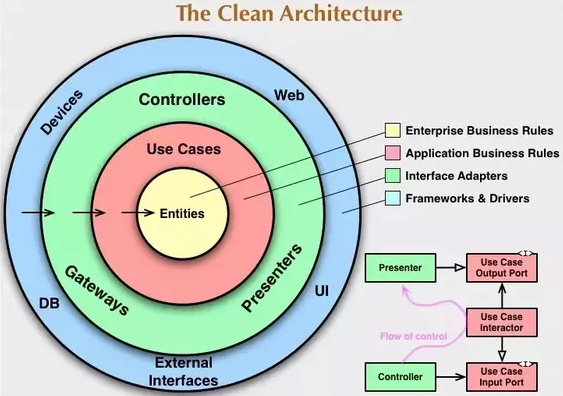 The Clean Architecture
Devices
Web
Controllers
Use Cases
Entities
Gateways
Presenters
DB
UI
External
Interfaces
Enterprise Business Rules
Application Business Rules
Interface Adapters
Frameworks & Drivers
Presenter
<I>
Use Case
Output Port
Use Case
Interactor
Flow of control
Controller
<I>
Use Case
Input Port